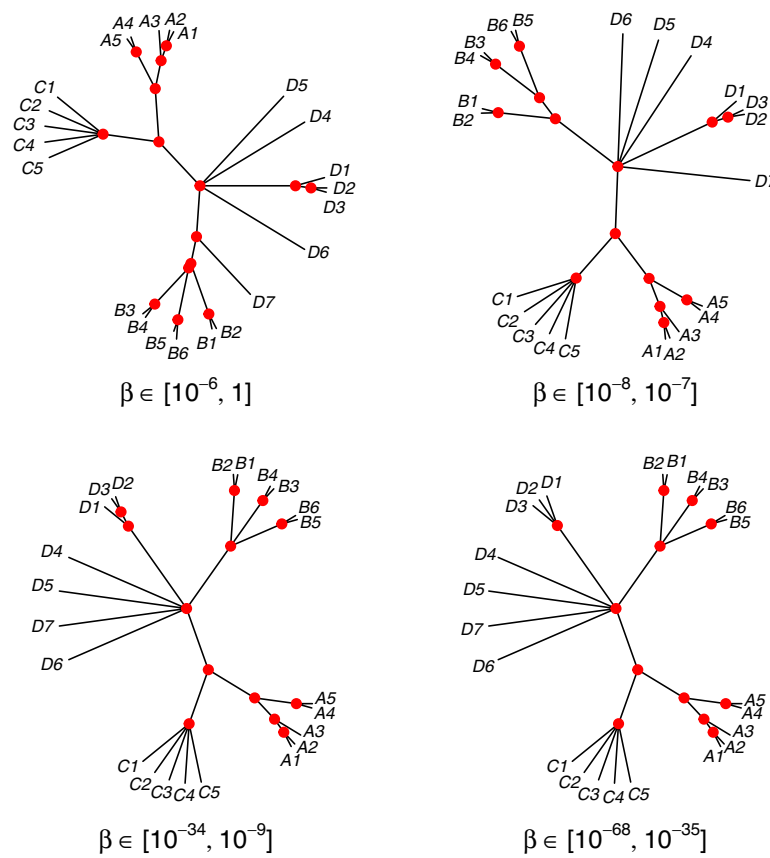 A4 A3 A2
A5 A1
C1
C2
C3
C4
C5
D5
D4
D1
D2
D3
D6
D7
B3
B4
B5
B6
B1
B2
β ∈ [10⁻⁶, 1]
B6 B5
B3
B4
B1
B2
D6
D5
D4
D1
D3
D2
D7
C1
C2
C3
C4
C5
A5
A4
A3
A1 A2
β ∈ [10⁻⁸, 10⁻⁷]
D3 D2
D1
B2 B1
B4
B3
B6
B5
D4
D5
D7
D6
A5
A4
A3
A2
A1
C1
C2
C3
C4
C5
β ∈ [10⁻³⁴, 10⁻⁹]
D2 D1
D3
B2 B1
B4
B3
B6
B5
D4
D5
D7
D6
A5
A4
A3
A2
A1
C1
C2
C3
C4
C5
β ∈ [10⁻⁶⁸, 10⁻³⁵]